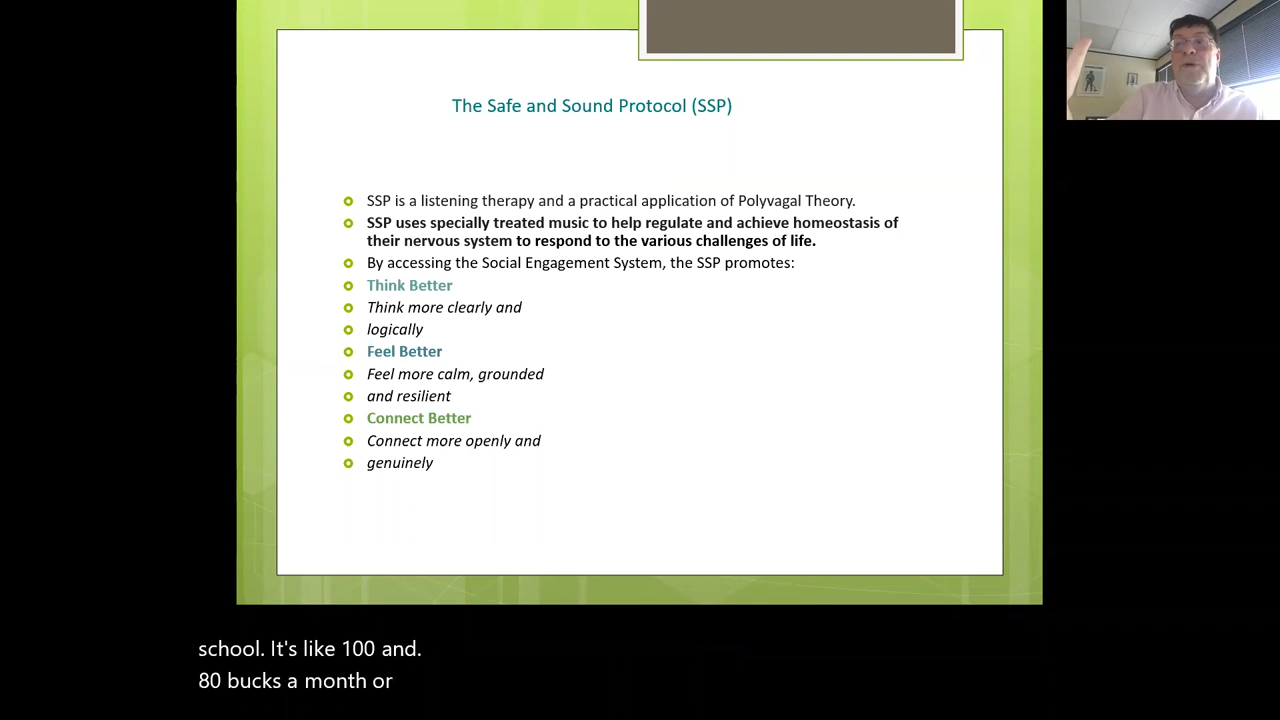 The Safe and Sound Protocol (SSP)
SSP is a listening therapy and a practical application of Polyvagal Theory.
SSP uses specially treated music to help regulate and achieve homeostasis of
their nervous system to respond to the various challenges of life.
By accessing the Social Engagement System, the SSP promotes:
Think Better
Think more clearly and
logically
Feel Better
Feel more calm, grounded
and resilient
Connect Better
Connect more openly and
genuinely
school. It's like 100 and.
80 bucks a month or